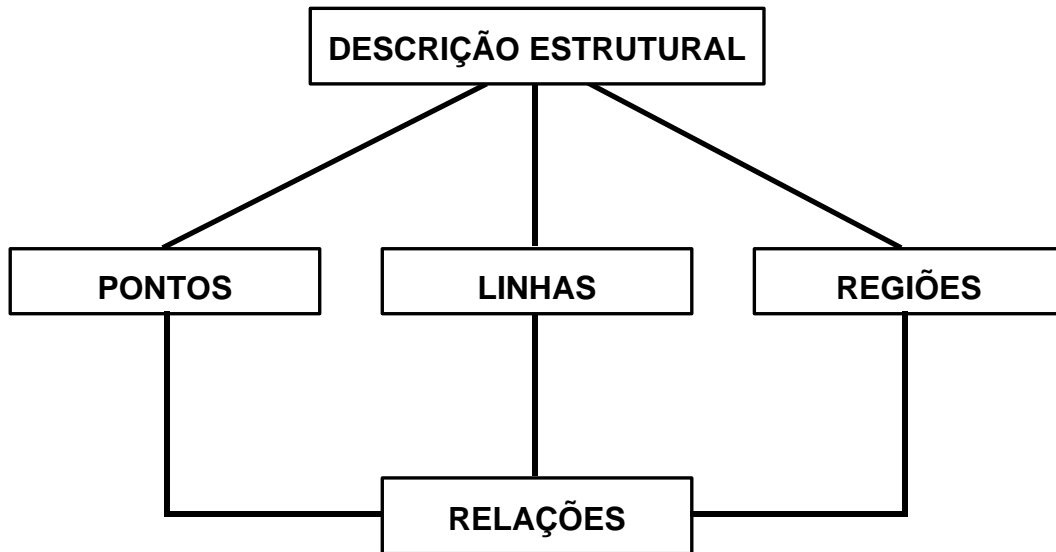 DESCRIÇÃO ESTRUTURAL
PONTOS
LINHAS
REGIÕES
RELAÇÕES